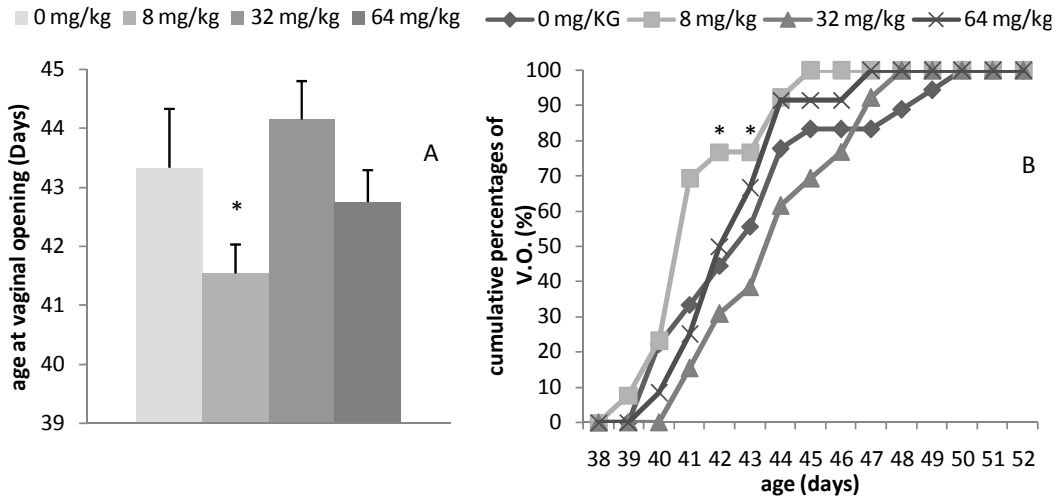 0 mg/kg 8 mg/kg 32 mg/kg 64 mg/kg
age at vaginal opening (Days)
45
44
43
42
41
40
39
A
*
0 mg/KG 8 mg/kg 32 mg/kg 64 mg/kg
cumulative percentages of
V.O. (%)
100
90
80
70
60
50
40
30
20
10
0
* *
B
38 39 40 41 42 43 44 45 46 47 48 49 50 51 52
age (days)